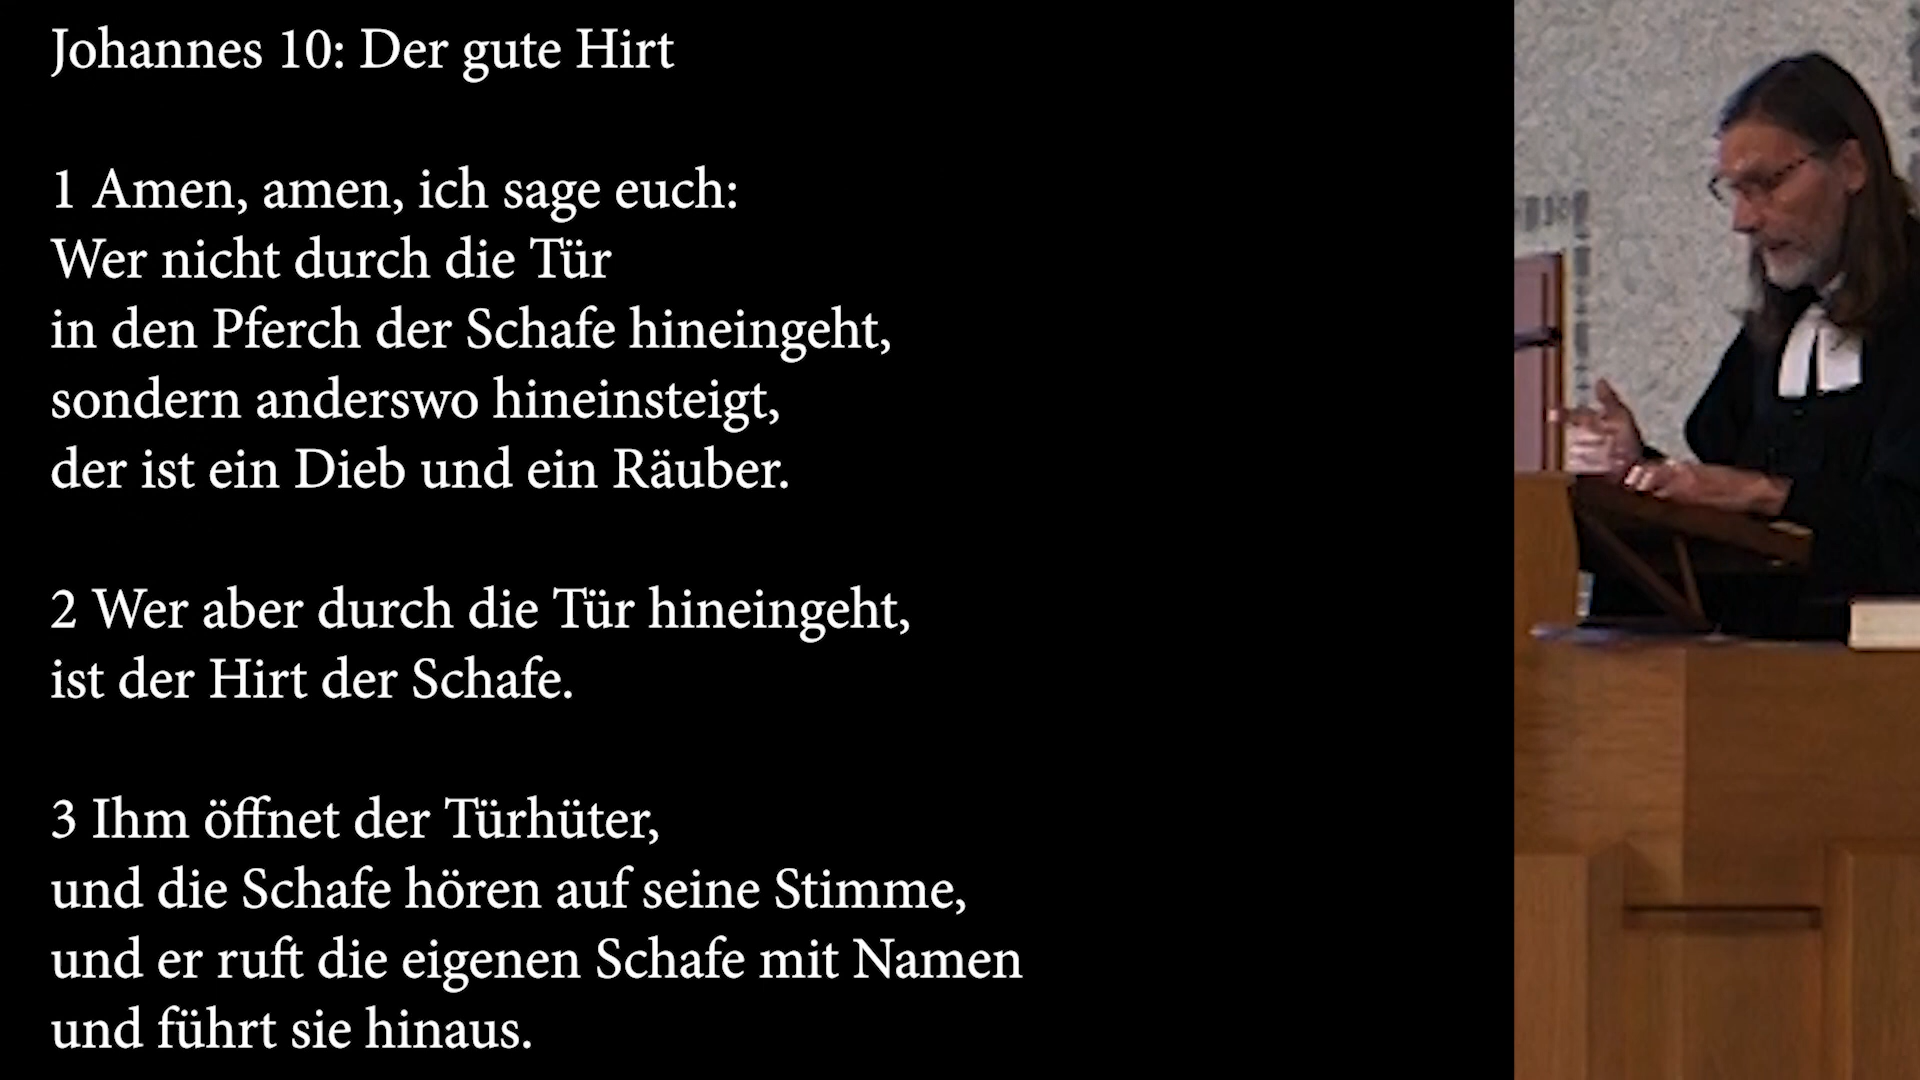 Johannes 10: Der gute Hirt
1 Amen, amen, ich sage euch:
Wer nicht durch die Tür
in den Pferch der Schafe hineingeht,
sondern anderswo hineinsteigt,
der ist ein Dieb und ein Räuber.
2 Wer aber durch die Tür hineingeht,
ist der Hirt der Schafe.
3 Ihm öffnet der Türhüter,
und die Schafe hören auf seine Stimme,
und er ruft die eigenen Schafe mit Namen
und führt sie hinaus.